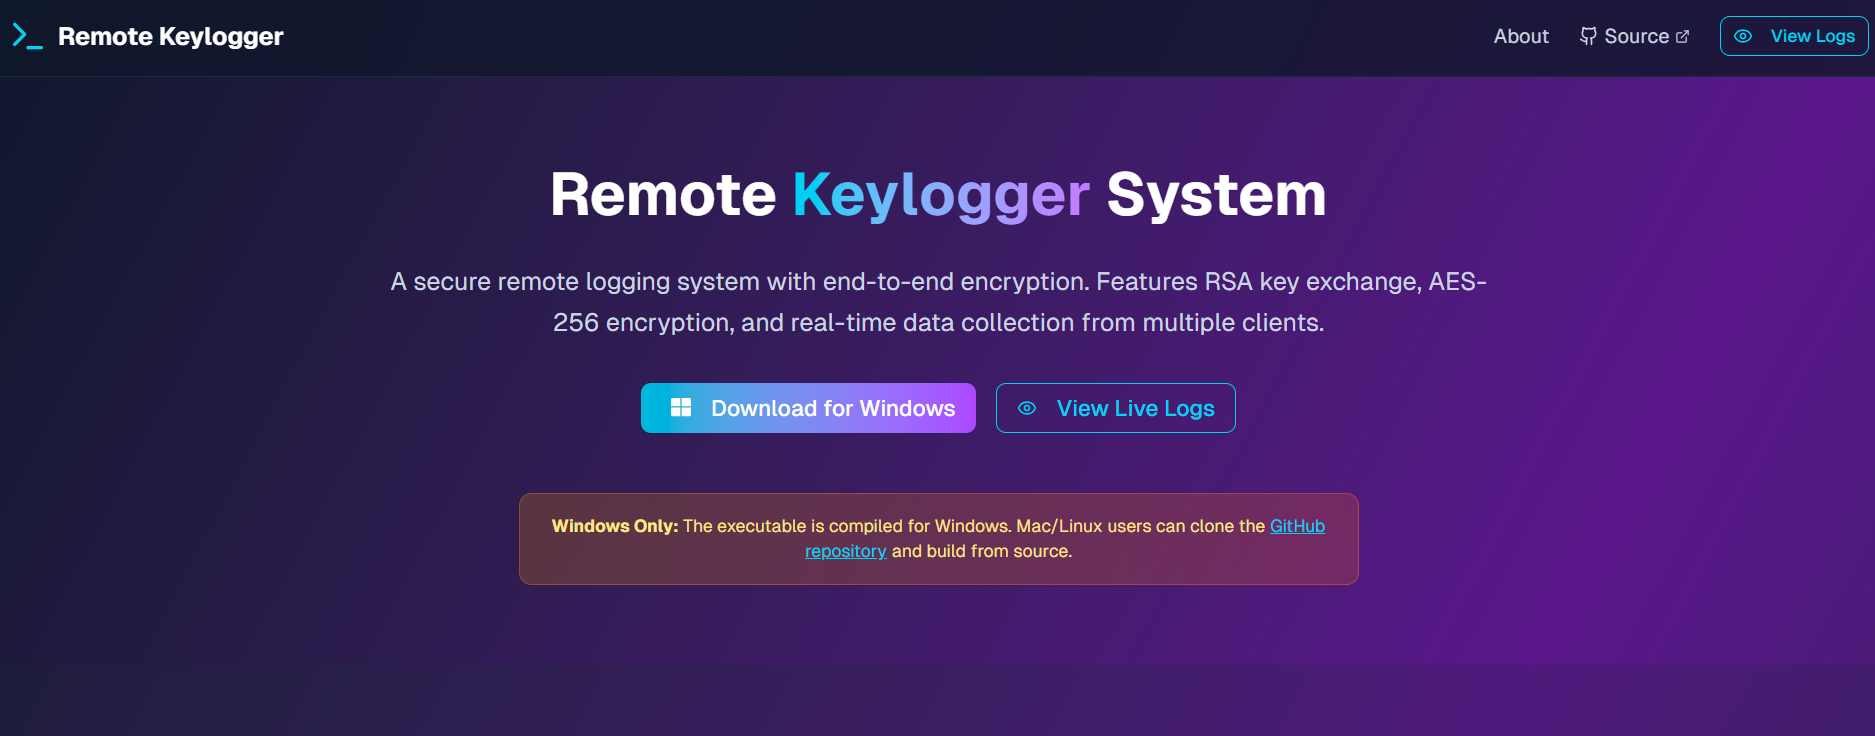 Remote Keylogger
About
Source
View Logs
Remote Keylogger System
A secure remote logging system with end-to-end encryption. Features RSA key exchange, AES-
256 encryption, and real-time data collection from multiple clients.
Download for Windows
View Live Logs
Windows Only: The executable is compiled for Windows. Mac/Linux users can clone the GitHub
repository and build from source.